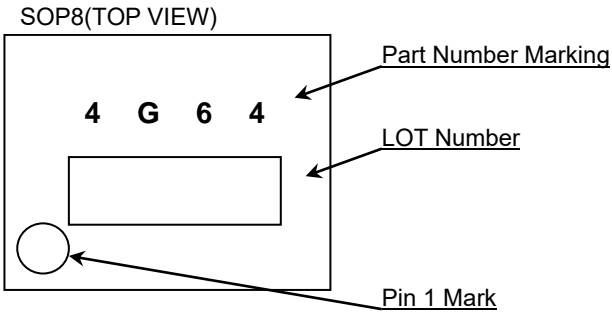 SOP8(TOP VIEW)
Part Number Marking
4 G 6 4
LOT Number
Pin 1 Mark